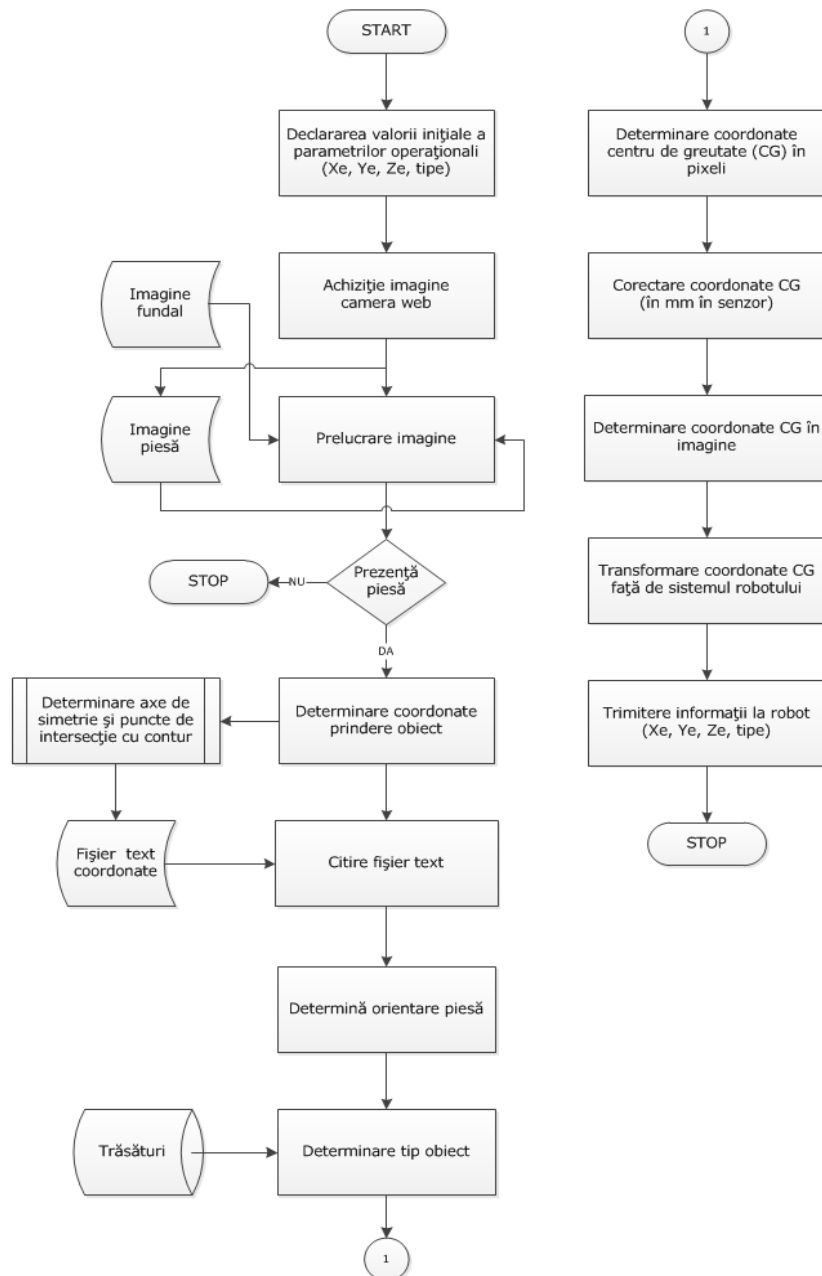 START
Declararea valorii iniţiale a
parametrilor operaţionali
(Xe, Ye, Ze, tipe)
Achiziţie imagine
camera web
Imagine
fundal
Imagine
piesă
Prelucrare imagine
Prezenţă
piesă
NU
STOP
DA
Determinare coordonate
prindere obiect
Determinare axe de
simetrie şi puncte de
intersecţie cu contur
Fişier text
coordonate
Citire fişier text
Determină orientare piesă
Trăsături
Determinare tip obiect
1
1
Determinare coordonate
centru de greutate (CG) în
pixeli
Corectare coordonate CG
(în mm în senzor)
Determinare coordonate CG în
imagine
Transformare coordonate CG
faţă de sistemul robotului
Trimitere informaţii la robot
(Xe, Ye, Ze, tipe)
STOP